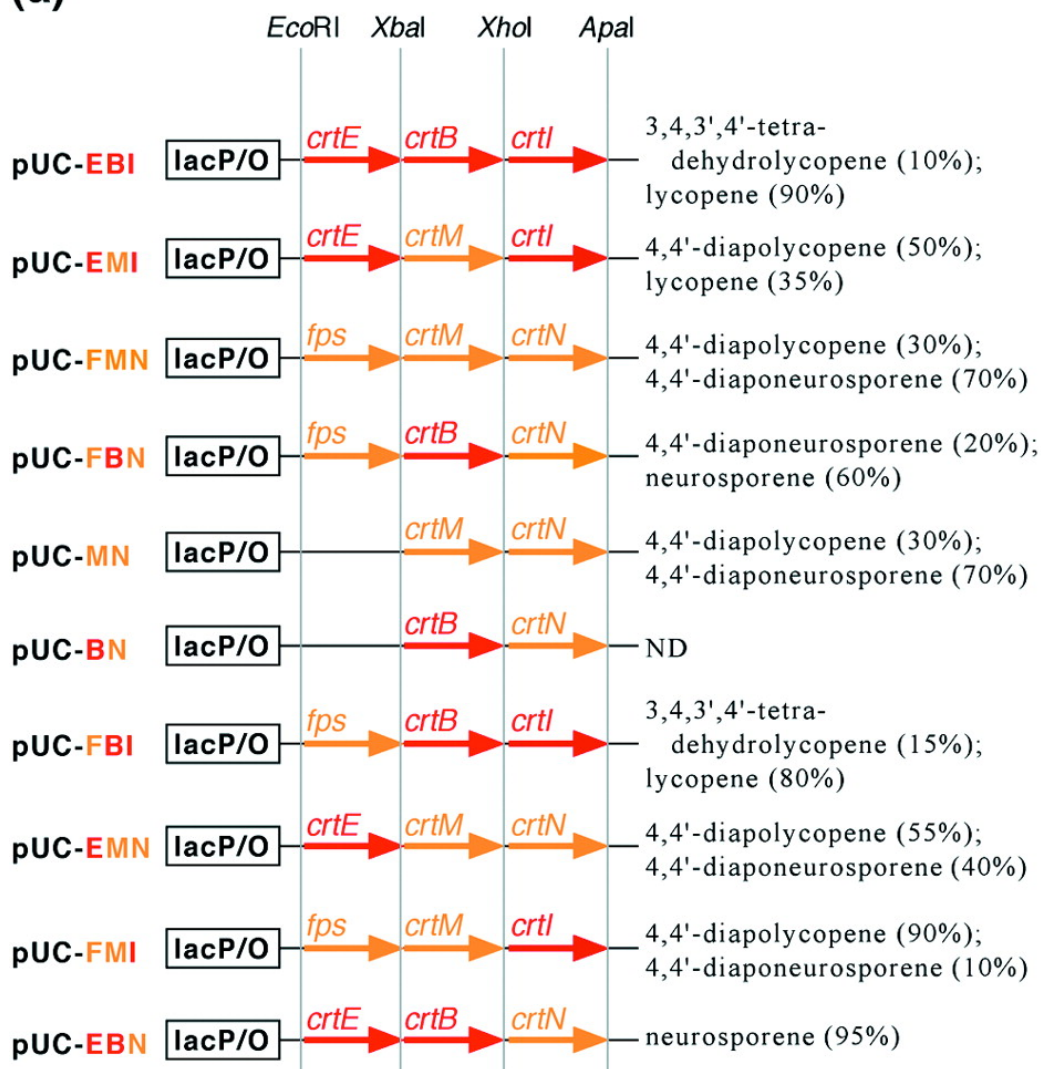 (a)
EcoRI XbaI XhoI ApaI
crtE crtB crtI
pUC-EBI lacP/O
3,4,3',4'-tetra-
dehydrolycopene (10%);
lycopene (90%)
crtE crtM crtI
pUC-EMI lacP/O
4,4'-diapolycopene (50%);
lycopene (35%)
fps crtM crtN
pUC-FMN lacP/O
4,4'-diapolycopene (30%);
4,4'-diaponeurosporene (70%)
fps crtB crtN
pUC-FBN lacP/O
4,4'-diaponeurosporene (20%);
neurosporene (60%)
crtM crtN
pUC-MN lacP/O
4,4'-diapolycopene (30%);
4,4'-diaponeurosporene (70%)
crtB crtN
pUC-BN lacP/O
ND
fps crtB crtI
pUC-FBI lacP/O
3,4,3',4'-tetra-
dehydrolycopene (15%);
lycopene (80%)
crtE crtM crtN
pUC-EMN lacP/O
4,4'-diapolycopene (55%);
4,4'-diaponeurosporene (40%)
fps crtM crtI
pUC-FMI lacP/O
4,4'-diapolycopene (90%);
4,4'-diaponeurosporene (10%)
crtE crtB crtN
pUC-EBN lacP/O
neurosporene (95%)